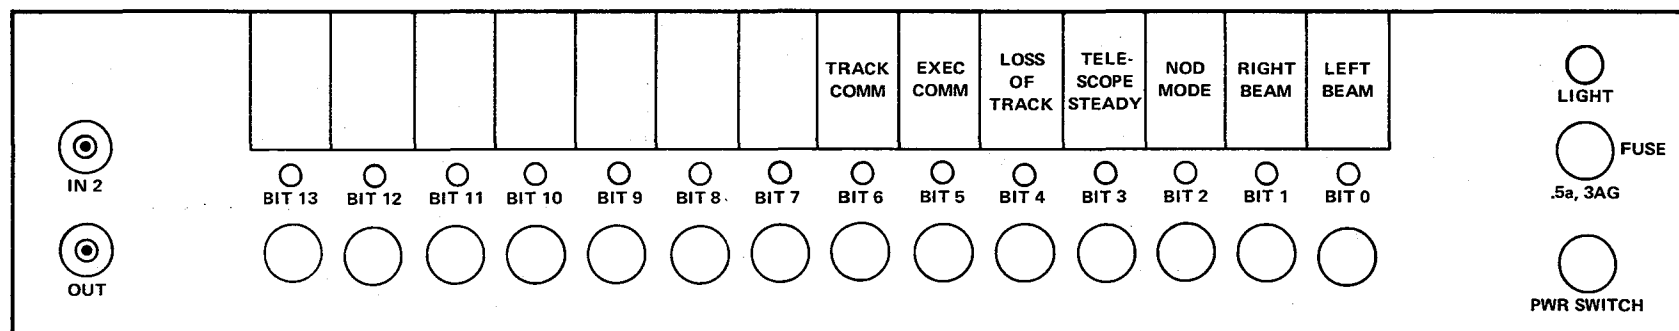 TRACK
COMM
EXEC
COMM
LOSS
OF
TRACK
TELE-
SCOPE
STEADY
NOD
MODE
RIGHT
BEAM
LEFT
BEAM
LIGHT
FUSE
.5a, 3AG
IN 2
BIT 13
BIT 12
BIT 11
BIT 10
BIT 9
BIT 8
BIT 7
BIT 6
BIT 5
BIT 4
BIT 3
BIT 2
BIT 1
BIT 0
OUT
PWR SWITCH